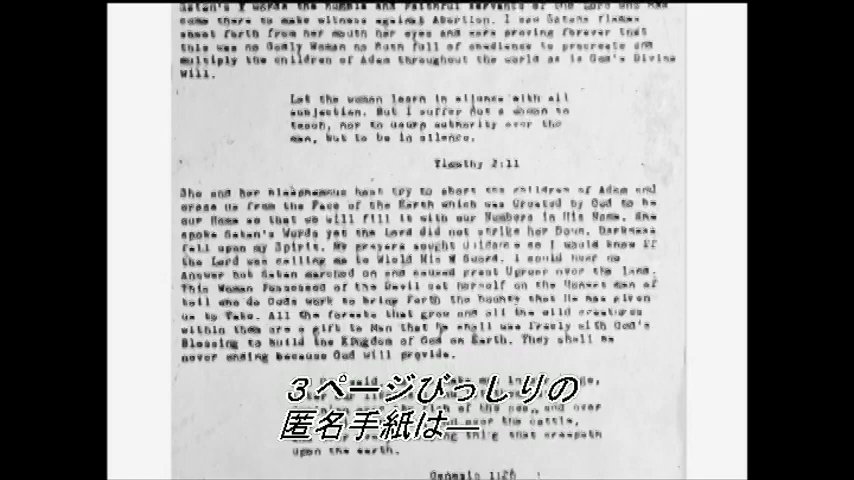 Satan's words the humble and faithful servants of the Lord who had
come there to make witness against Abortion. I saw Satans flames
shoot forth from her mouth her eyes and ears proving forever that
this was no Godly Woman no Ruth full of obedience to procreate and
multiply the children of Adam throughout the world as is God's Divine
Will.
Let the woman learn in silence with all
subjection. But I suffer not a woman to
teach, nor to usurp authority over the
man, but to be in silence.
Timothy 2:11
She and her blasphemous host try to abort the children of Adam and
erase us from the Face of the Earth which was Created by God to be
our Home so that we will fill it with our Numbers in His Name. She
spoke Satan's Words yet the Lord did not strike her Down. Darkness
fell upon my Spirit. My prayers sought Guidance so I would know if
the Lord was calling me to Wield His Sword. I could hear no
Answer but Satan marched on and caused great Uproar over the land.
This Woman Possessed of the Devil set herself on the Honest men of
toil who do Gods work to bring Forth the bounty that He has given
us to Take. All the forests that grow and all the wild creatures
within them are a gift to Man that he shall use freely with God's
Blessing to build the Kingdom of God on Earth. They shall be
never ending because God will provide.
said,
of the sea, and over
over the cattle,
thing that creepeth
upon the earth.
Genesis 1:26
３ページびっしりの
匿名手紙は―